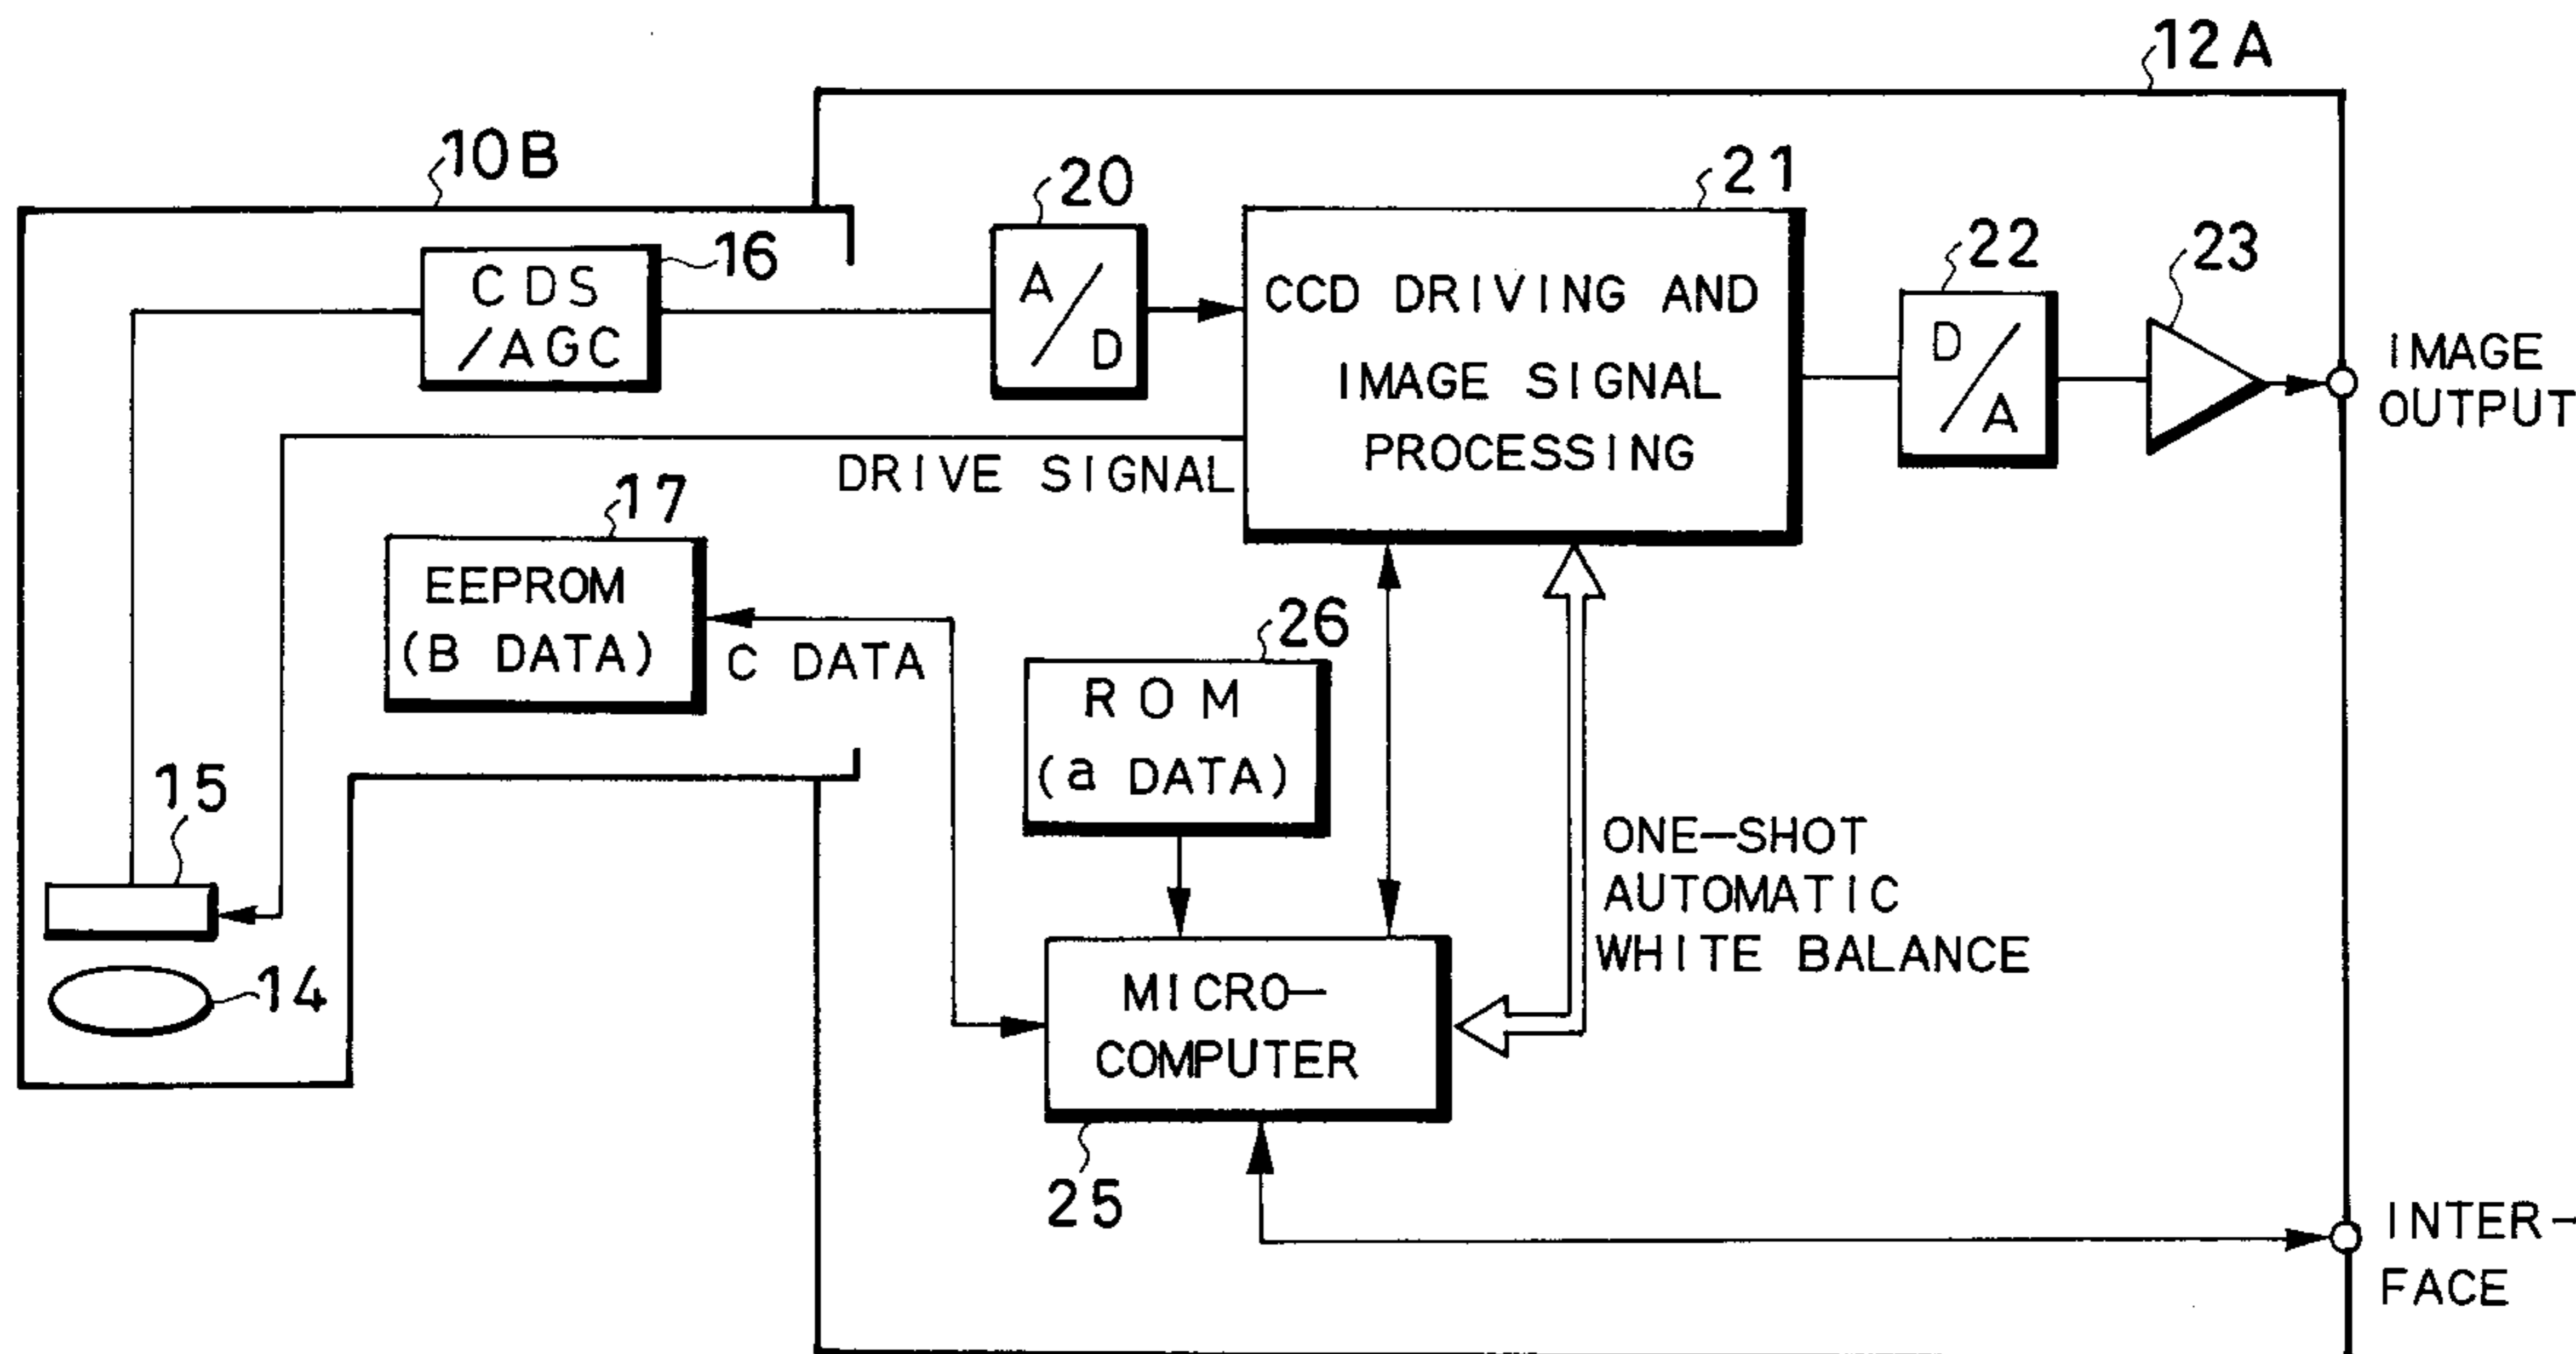 12A
10B
20
21
16
22
23
CDS
/AGC
A/D
CCD DRIVING AND
IMAGE SIGNAL
PROCESSING
D/A
IMAGE
OUTPUT
DRIVE SIGNAL
17
EEPROM
(B DATA)
C DATA
26
ROM
(a DATA)
15
ONE-SHOT
AUTOMATIC
WHITE BALANCE
14
MICRO-
COMPUTER
25
INTER-
FACE